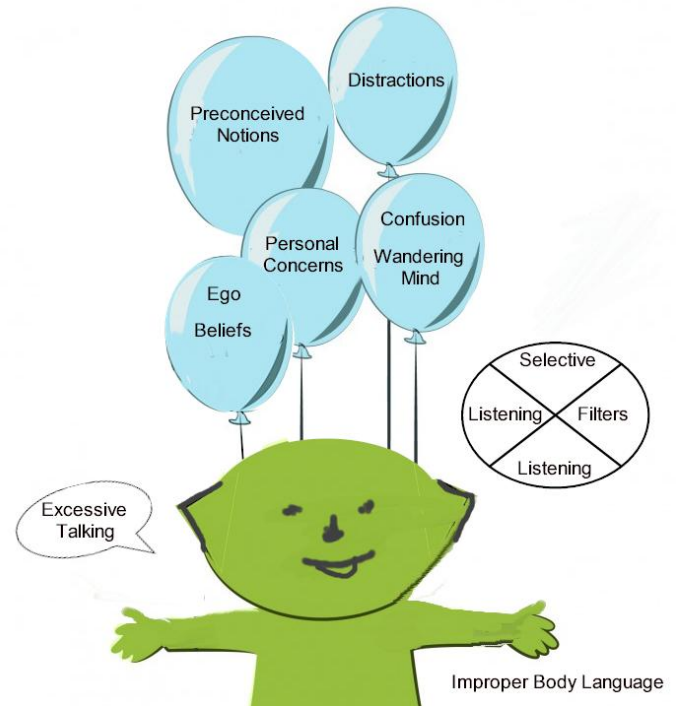 Distractions
Preconceived
Notions
Confusion
Wandering
Mind
Personal
Concerns
Ego
Beliefs
Selective
Listening
Filters
Listening
Excessive
Talking
Improper Body Language